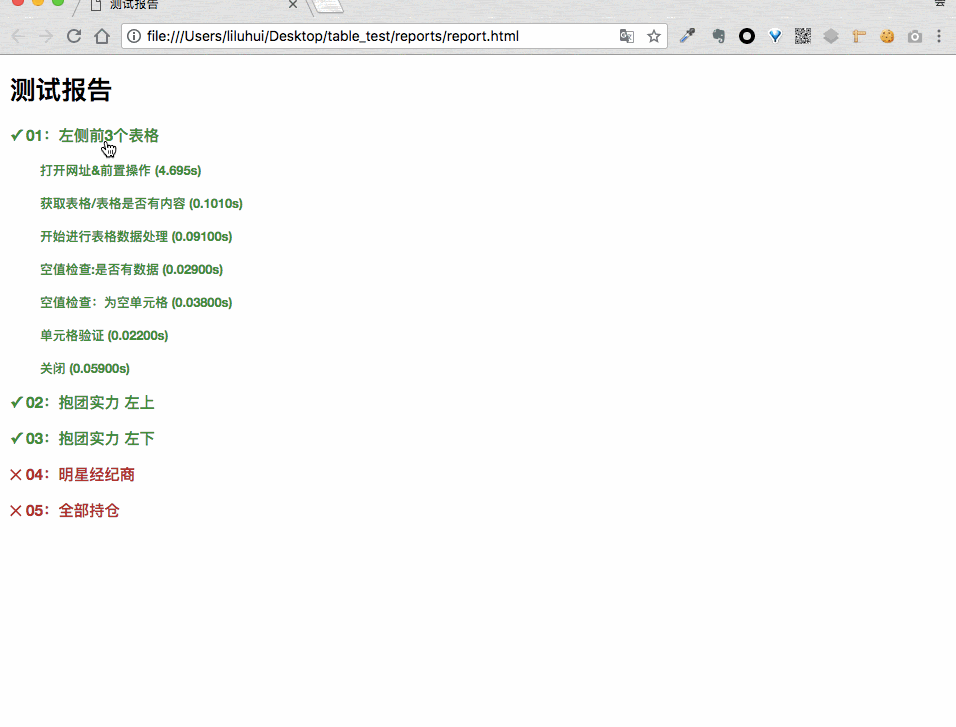 测试报告
file:///Users/liluhui/Desktop/table_test/reports/report.html
测试报告
✔ 01：左侧前3个表格
打开网址&前置操作 (4.695s)
获取表格/表格是否有内容 (0.1010s)
开始进行表格数据处理 (0.09100s)
空值检查:是否有数据 (0.02900s)
空值检查：为空单元格 (0.03800s)
单元格验证 (0.02200s)
关闭 (0.05900s)
✔ 02：抱团实力 左上
✔ 03：抱团实力 左下
✕ 04：明星经纪商
✕ 05：全部持仓